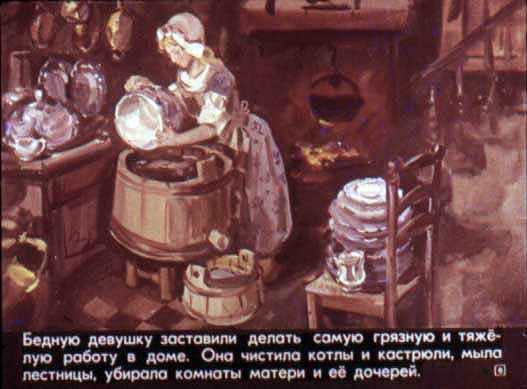 Бедную девушку заставили делать самую грязную и тяжё-
лую работу в доме. Она чистила котлы и кастрюли, мыла
лестницы, убирала комнаты матери и её дочерей.